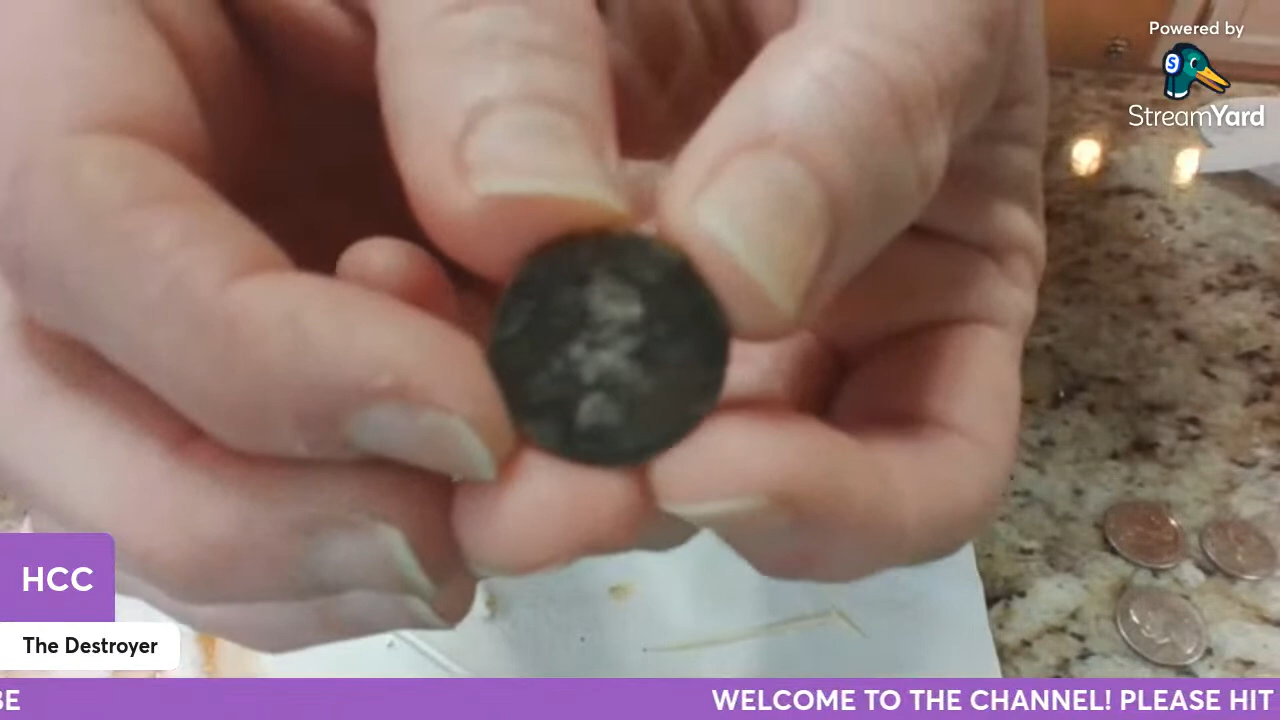 Powered by
S
StreamYard
HCC
The Destroyer
BE
WELCOME TO THE CHANNEL! PLEASE HIT